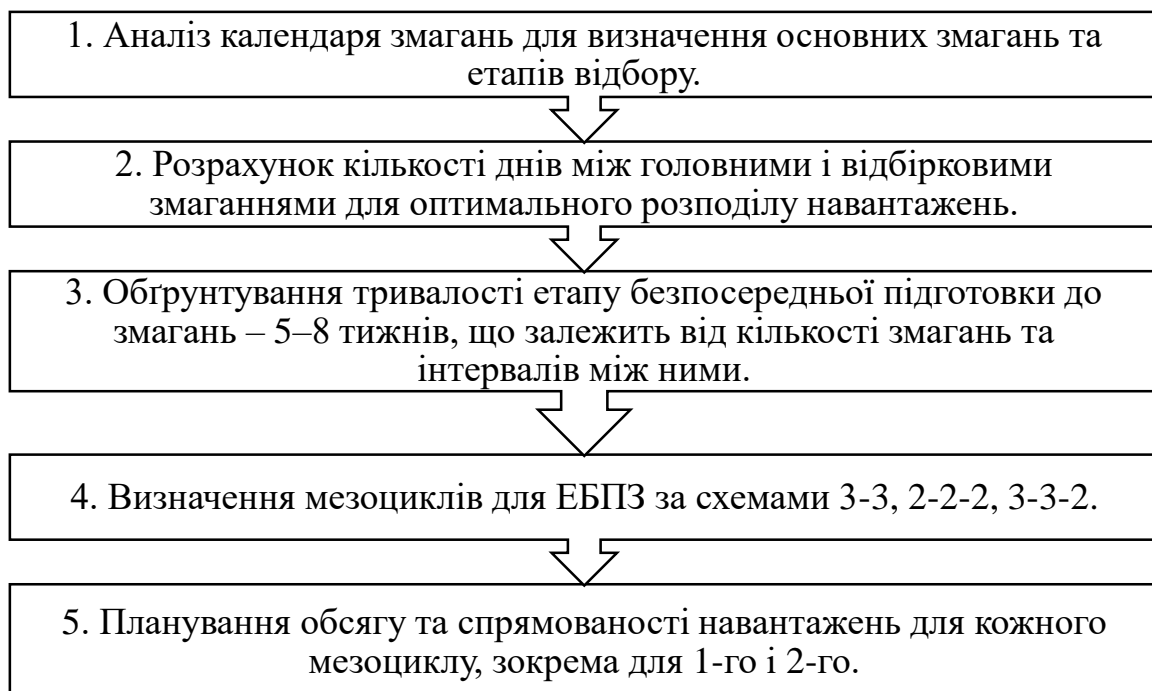 1. Аналіз календаря змагань для визначення основних змагань та
етапів відбору.
2. Розрахунок кількості днів між головними і відбірковими
змаганнями для оптимального розподілу навантажень.
3. Обґрунтування тривалості етапу безпосередньої підготовки до
змагань – 5–8 тижнів, що залежить від кількості змагань та
інтервалів між ними.
4. Визначення мезоциклів для ЕБПЗ за схемами 3-3, 2-2-2, 3-3-2.
5. Планування обсягу та спрямованості навантажень для кожного
мезоциклу, зокрема для 1-го і 2-го.